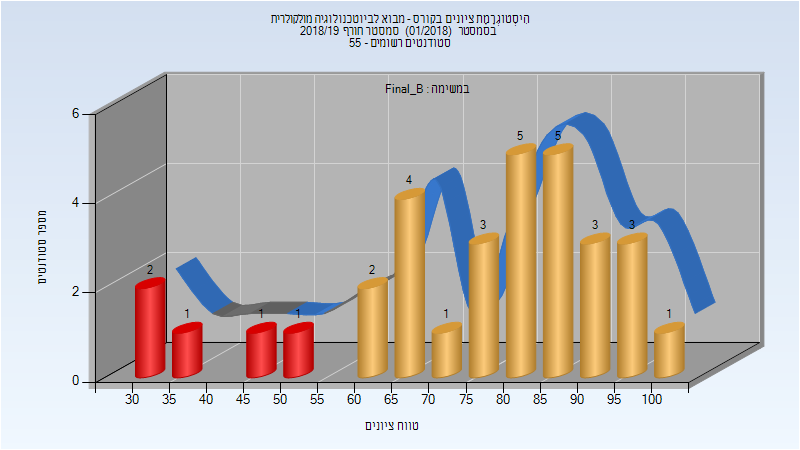 הִיסְטוֹגְרָמַת ציונים בקורס - מבוא לביוטכנולוגיה מולקולרית
בסמסטר (01/2018) סמסטר חורף 2018/19
סטודנטים רשומים - 55
במשימה : Final_B
מספר סטודנטים
6
4
2
0
2
1
1
1
2
4
1
3
5
5
3
3
1
30 35 40 45 50 55 60 65 70 75 80 85 90 95 100
טווח ציונים